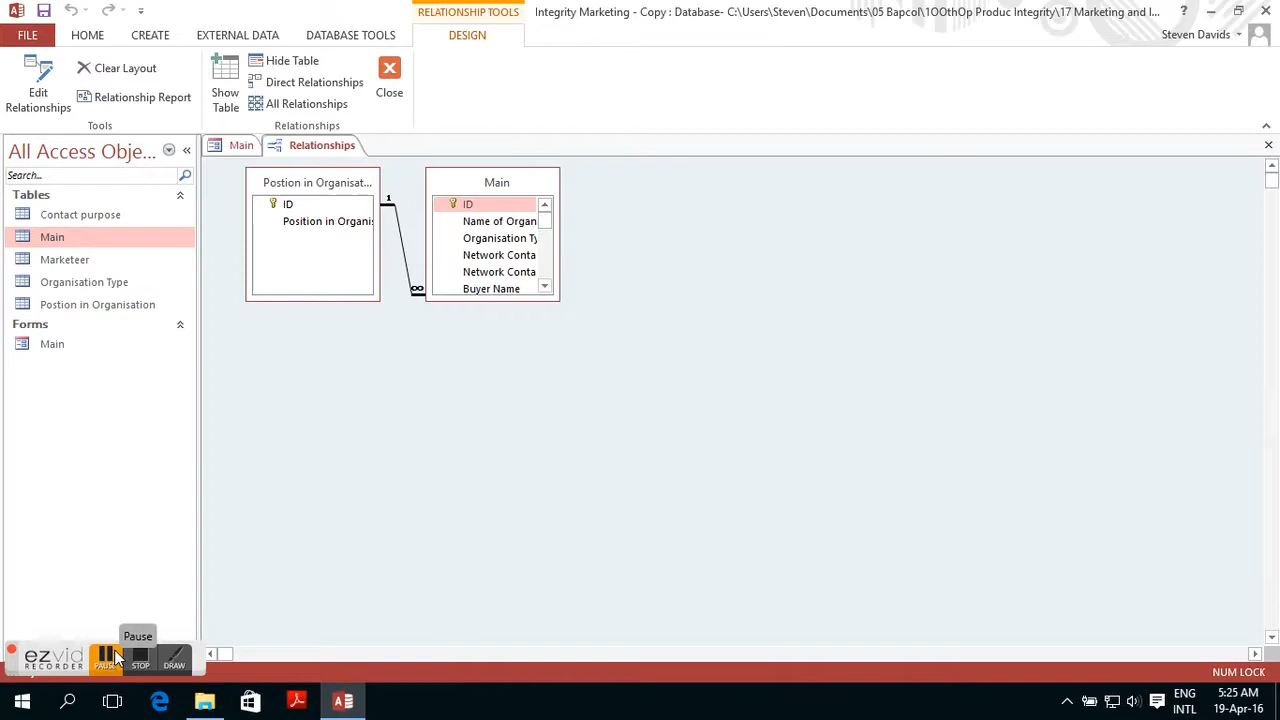 RELATIONSHIP TOOLS
Integrity Marketing - Copy : Database- C:\Users\Steven\Documents\05 Bapcol\1OOthOp Produc Integrity\17 Marketing and I...
?
FILE
HOME
CREATE
EXTERNAL DATA
DATABASE TOOLS
DESIGN
Steven Davids
Edit
Relationships
Clear Layout
Relationship Report
Tools
Show
Table
Hide Table
Direct Relationships
All Relationships
Close
Relationships
All Access Obje...
Search...
Tables
Contact purpose
Main
Marketeer
Organisation Type
Postion in Organisation
Forms
Main
Main
Relationships
Postion in Organisat...
ID
Position in Organis
1
∞
Main
ID
Name of Organ
Organisation Ty
Network Conta
Network Conta
Buyer Name
Pause
ezvid
RECORDER
PAUSE
STOP
DRAW
NUM LOCK
ENG
INTL
5:25 AM
19-Apr-16